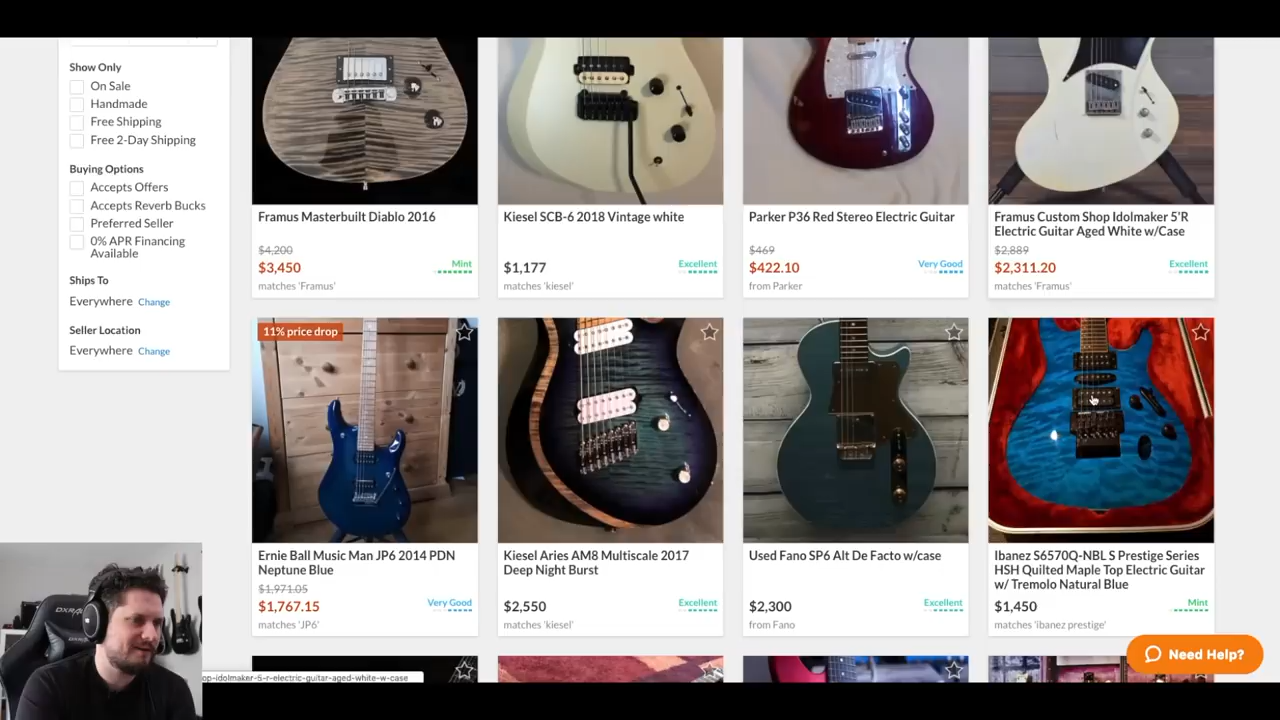 Show Only
On Sale
Handmade
Free Shipping
Free 2-Day Shipping
Buying Options
Accepts Offers
Accepts Reverb Bucks
Preferred Seller
0% APR Financing
Available
Ships To
Everywhere Change
Seller Location
Everywhere Change
Framus Masterbuilt Diablo 2016
$4,200
$3,450
Mint
matches 'Framus'
Kiesel SCB-6 2018 Vintage white
$1,177
Excellent
matches 'kiesel'
Parker P36 Red Stereo Electric Guitar
$469
$422.10
Very Good
from Parker
Framus Custom Shop Idolmaker 5'R
Electric Guitar Aged White w/Case
$2,889
$2,311.20
Excellent
matches 'Framus'
11% price drop
Ernie Ball Music Man JP6 2014 PDN
Neptune Blue
$1,971.05
$1,767.15
Very Good
matches 'JP6'
Kiesel Aries AM8 Multiscale 2017
Deep Night Burst
$2,550
Excellent
matches 'kiesel'
Used Fano SP6 Alt De Facto w/case
$2,300
Excellent
from Fano
Ibanez S6570Q-NBL S Prestige Series
HSH Quilted Maple Top Electric Guitar
w/ Tremolo Natural Blue
$1,450
Mint
matches 'ibanez prestige'
Need Help?
op-idolmaker-5-r-electric-guitar-aged-white-w-case